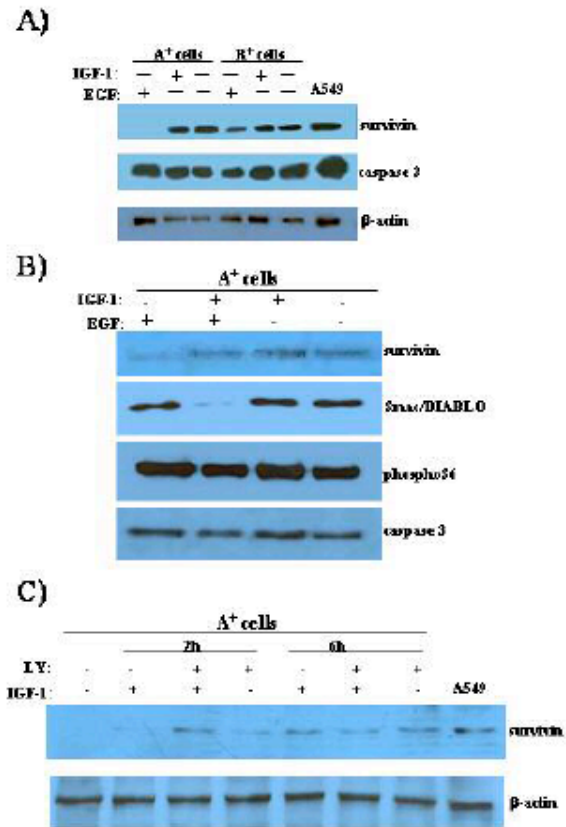 A)
A+ cells B+ cells
IGF-1: - + - - + -
EGF: + - - + - - A549
survivin
caspase 3
β-actin
B)
A+ cells
IGF-1: - + + -
EGF: + + - -
survivin
Smac/DIABLO
phosphoS6
caspase 3
C)
A+ cells
2h 6h
LY: - - + + - + +
IGF-1: - + + - + + - A549
survivin
β-actin